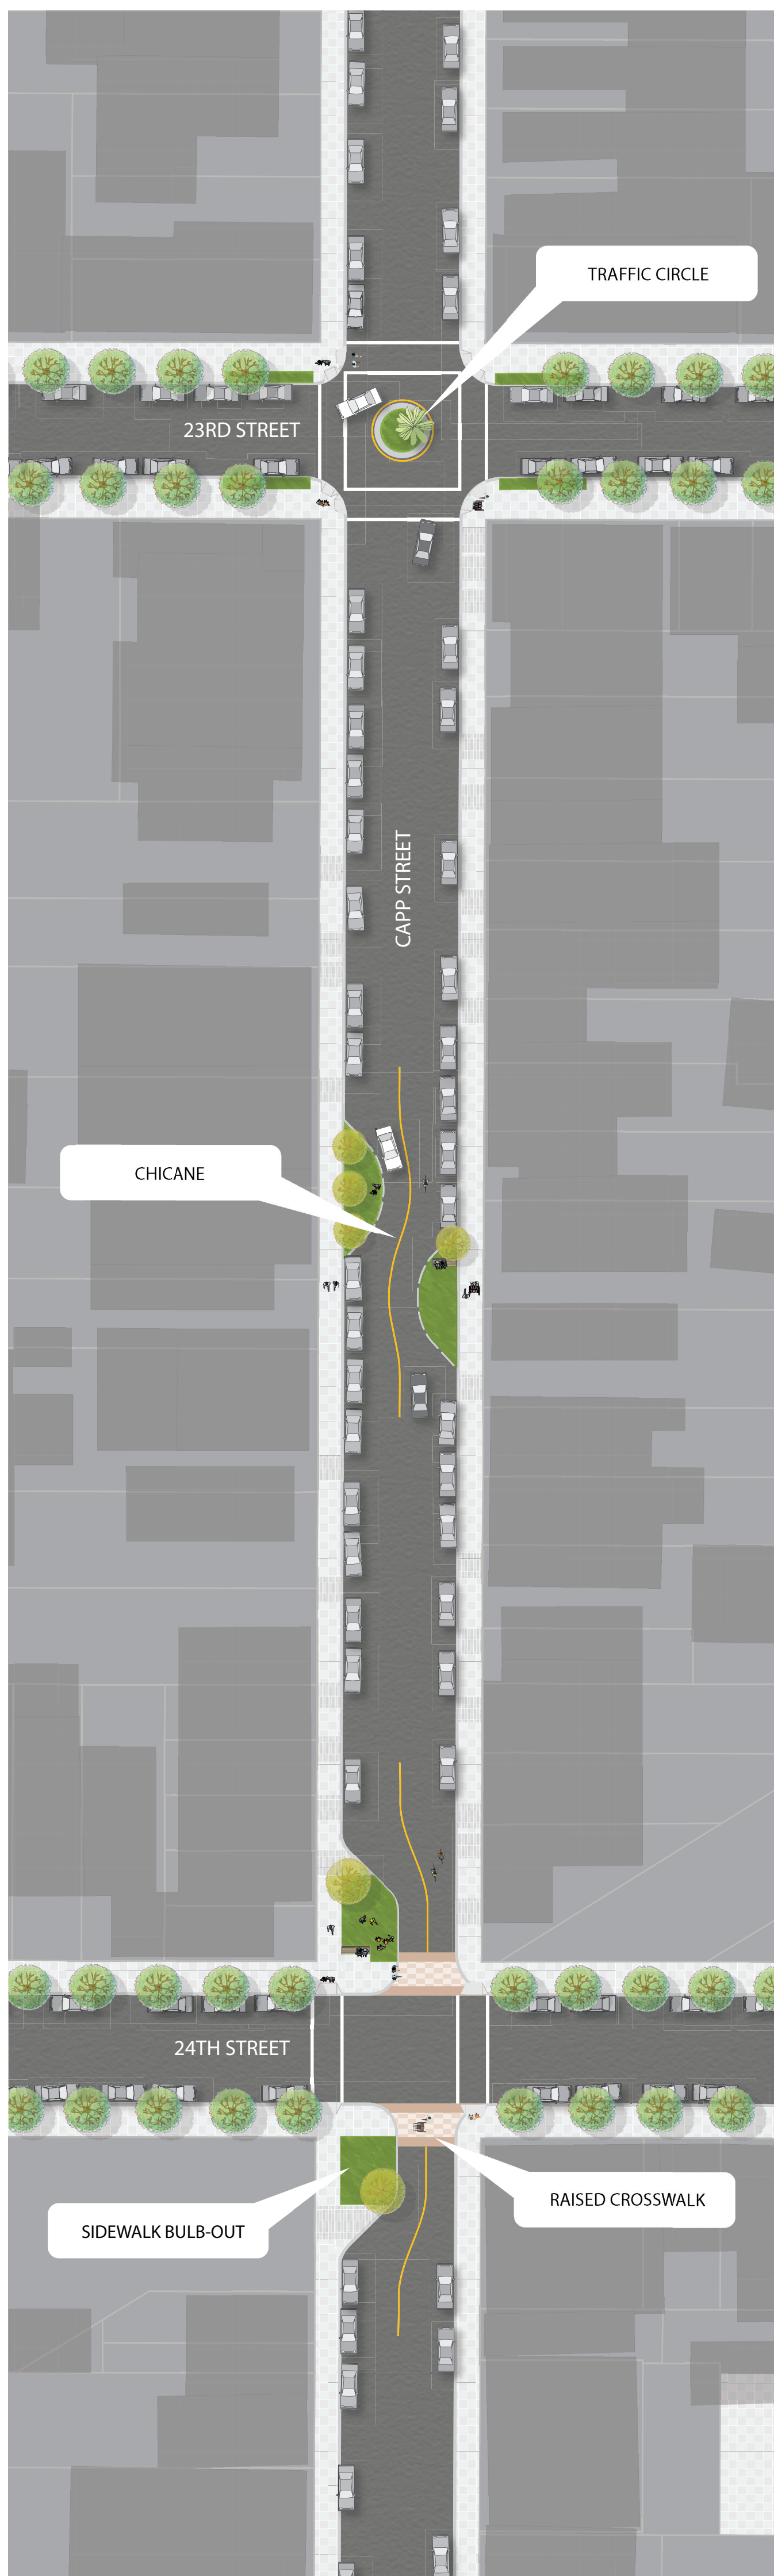 TRAFFIC CIRCLE
23RD STREET
CAPP STREET
CHICANE
24TH STREET
RAISED CROSSWALK
SIDEWALK BULB-OUT